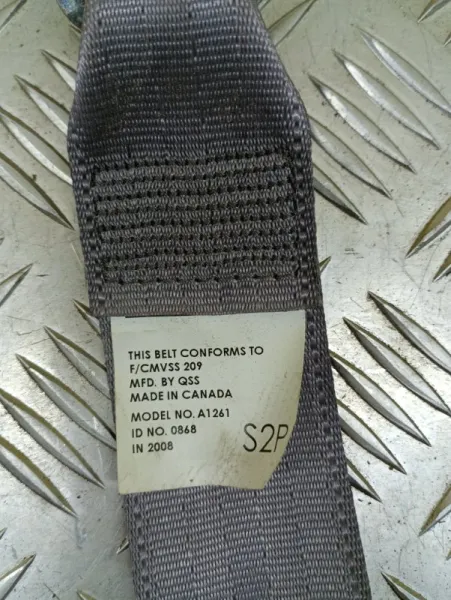 THIS BELT CONFORMS TO
F/CMVSS 209
MFD. BY QSS
MADE IN CANADA
MODEL NO. A1261
ID NO. 0868
IN 2008
S2P